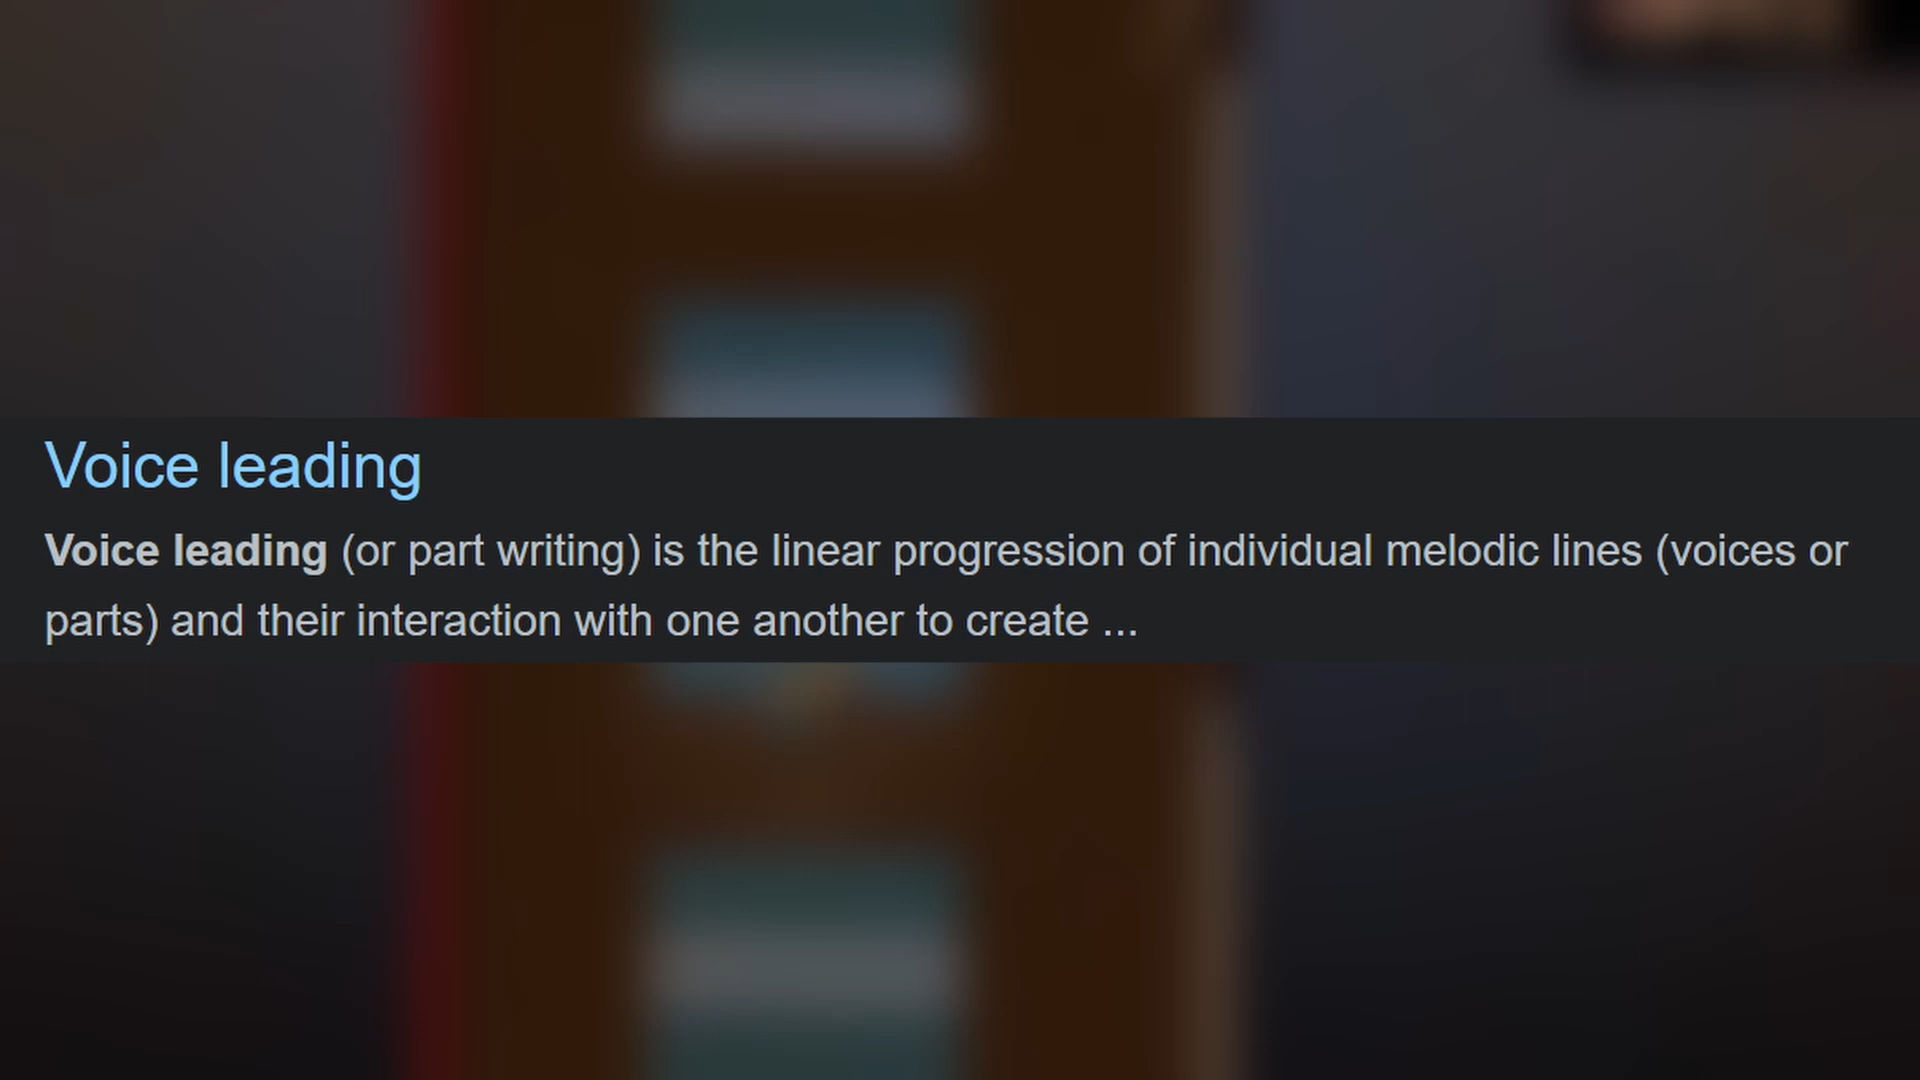 Voice leading
Voice leading (or part writing) is the linear progression of individual melodic lines (voices or
parts) and their interaction with one another to create ...